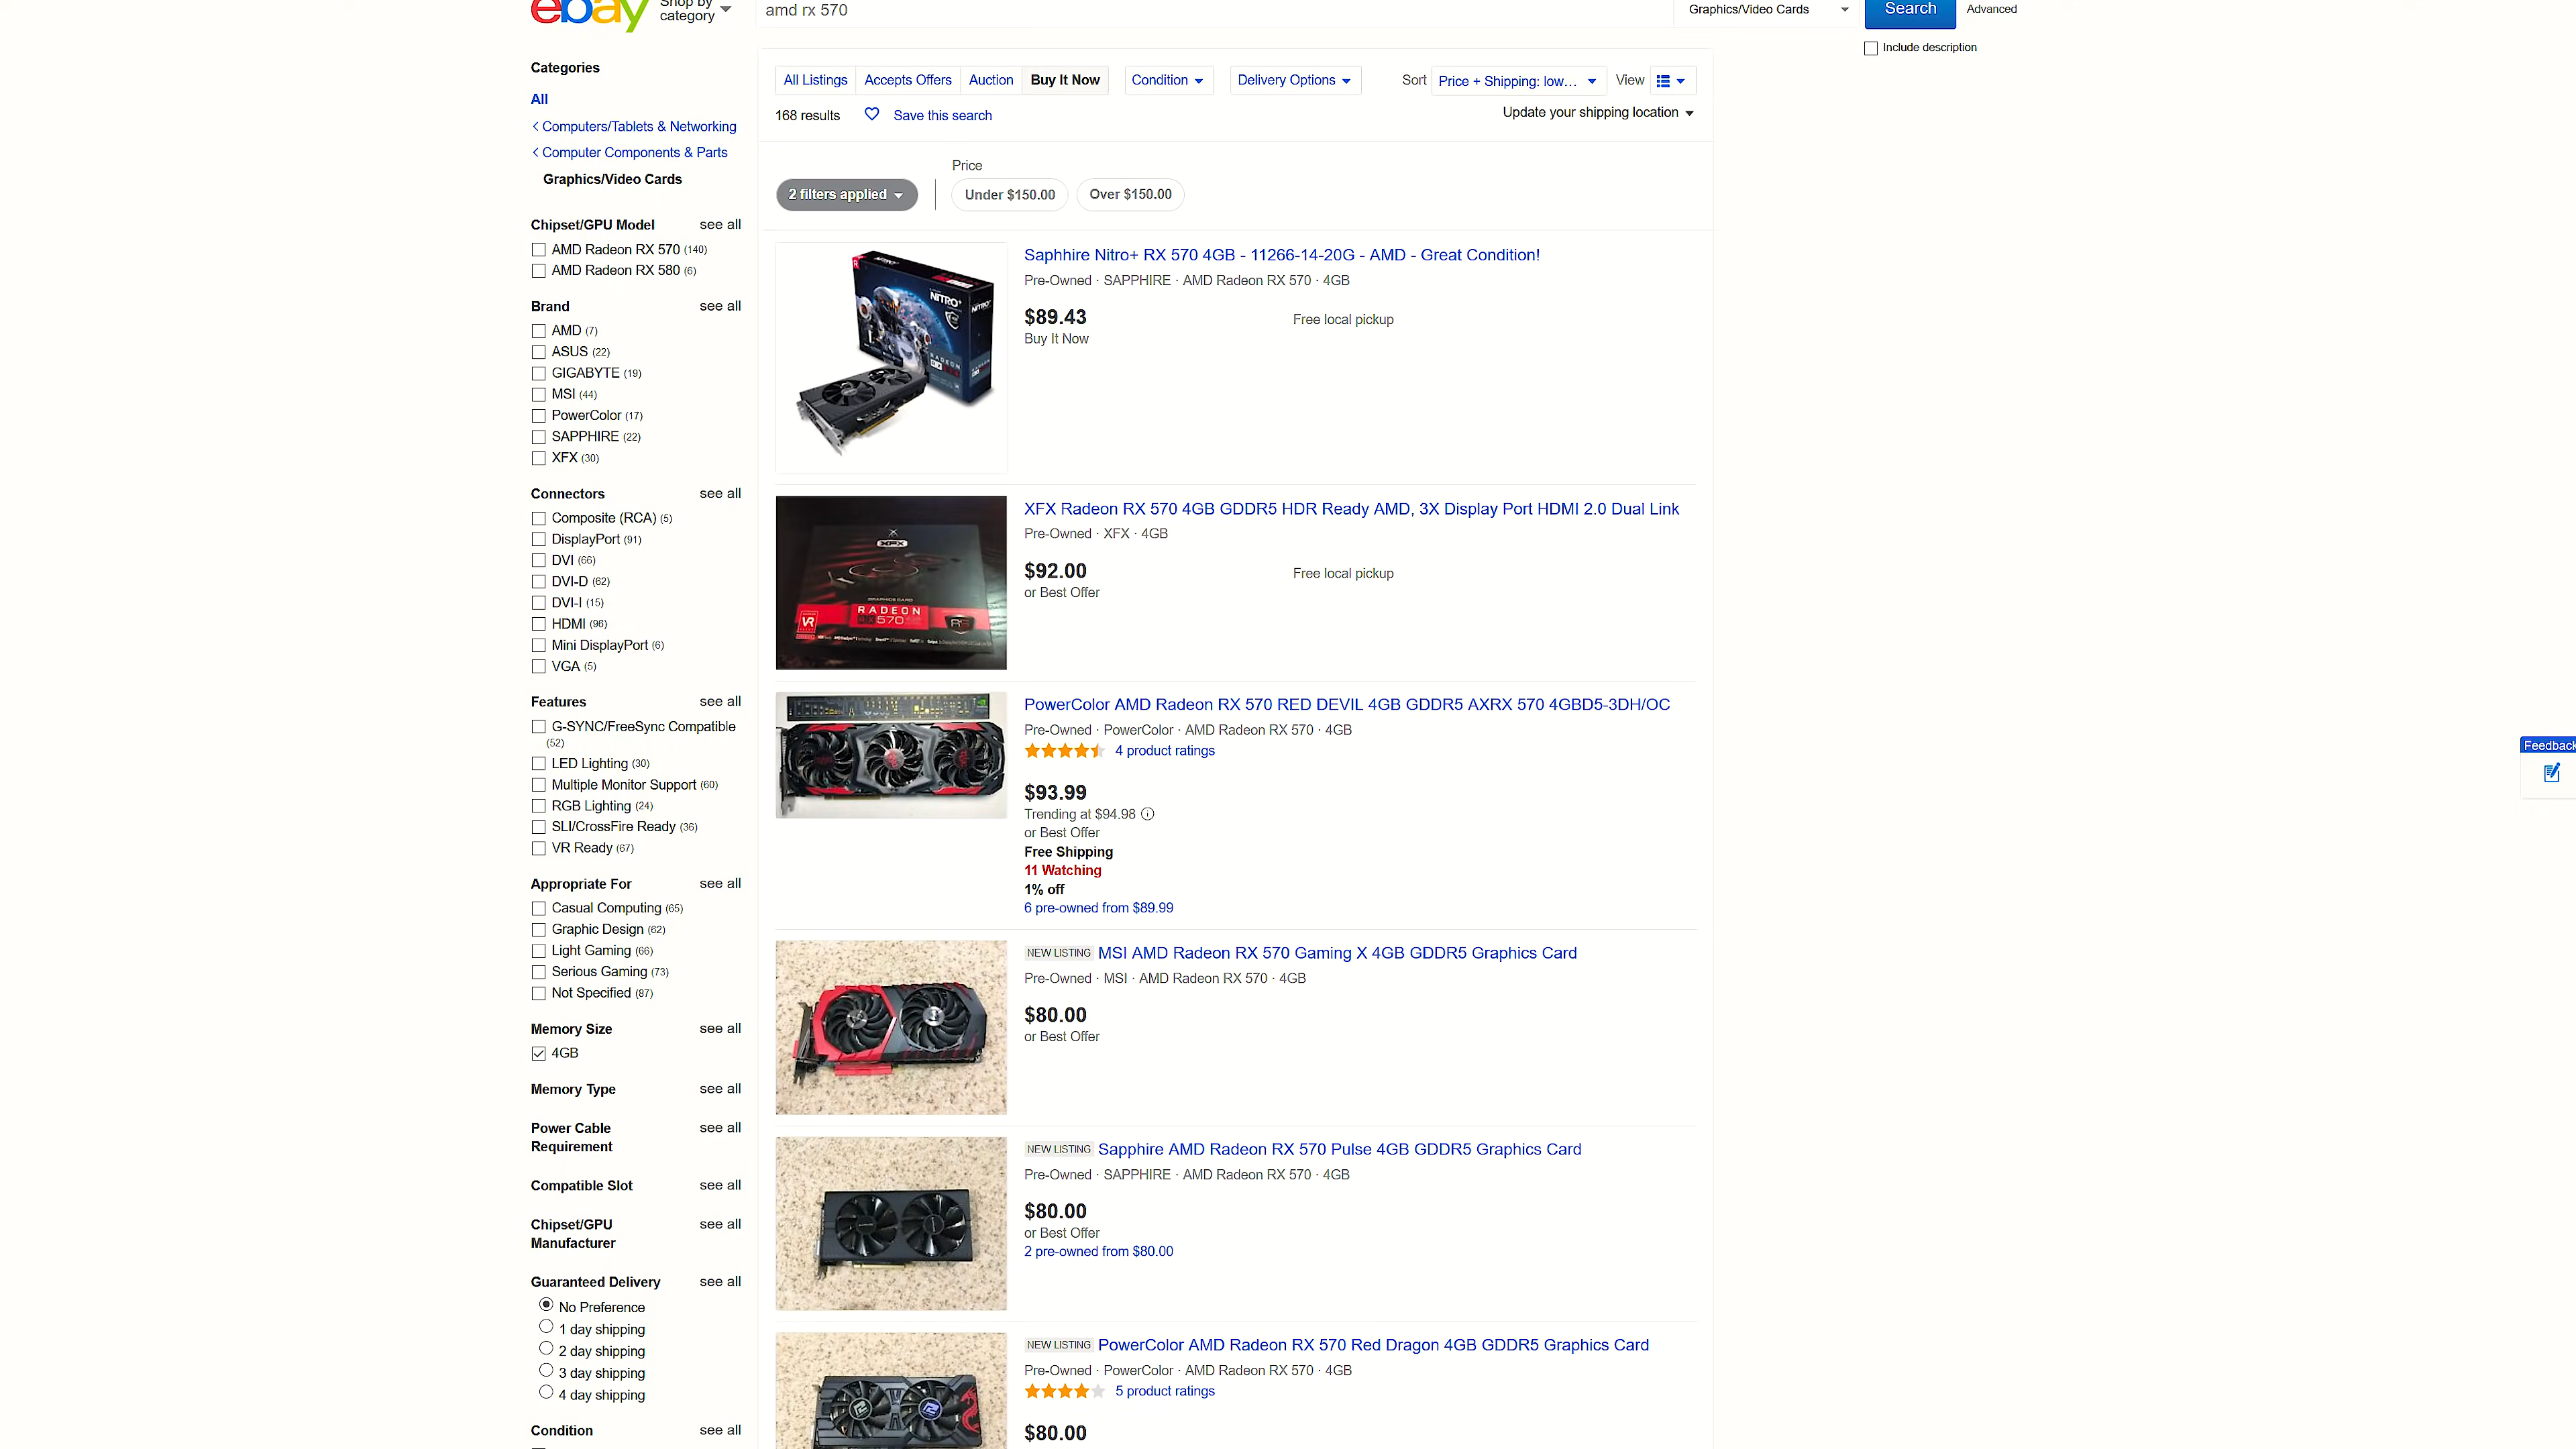 ebay
Shop by
category
amd rx 570
Graphics/Video Cards
Search
Advanced
Include description
Categories
All
Computers/Tablets & Networking
Computer Components & Parts
Graphics/Video Cards
Chipset/GPU Model see all
AMD Radeon RX 570 (140)
AMD Radeon RX 580 (6)
Brand see all
AMD (7)
ASUS (22)
GIGABYTE (19)
MSI (44)
PowerColor (17)
SAPPHIRE (22)
XFX (30)
Connectors see all
Composite (RCA) (5)
DisplayPort (91)
DVI (66)
DVI-D (62)
DVI-I (15)
HDMI (96)
Mini DisplayPort (6)
VGA (5)
Features see all
G-SYNC/FreeSync Compatible
(52)
LED Lighting (30)
Multiple Monitor Support (60)
RGB Lighting (24)
SLI/CrossFire Ready (36)
VR Ready (67)
Appropriate For see all
Casual Computing (65)
Graphic Design (62)
Light Gaming (66)
Serious Gaming (73)
Not Specified (87)
Memory Size see all
4GB
Memory Type see all
Power Cable see all
Requirement
Compatible Slot see all
Chipset/GPU see all
Manufacturer
Guaranteed Delivery see all
No Preference
1 day shipping
2 day shipping
3 day shipping
4 day shipping
Condition see all
All Listings Accepts Offers Auction Buy It Now Condition Delivery Options Sort Price + Shipping: low... View
168 results Save this search Update your shipping location
Price
2 filters applied Under $150.00 Over $150.00
NITRO+
RADEON
Saphhire Nitro+ RX 570 4GB - 11266-14-20G - AMD - Great Condition!
Pre-Owned · SAPPHIRE · AMD Radeon RX 570 · 4GB
$89.43 Free local pickup
Buy It Now
XFX
GRAPHICS CARD
RADEON
RX570
VR
XFX Radeon RX 570 4GB GDDR5 HDR Ready AMD, 3X Display Port HDMI 2.0 Dual Link
Pre-Owned · XFX · 4GB
$92.00 Free local pickup
or Best Offer
PowerColor AMD Radeon RX 570 RED DEVIL 4GB GDDR5 AXRX 570 4GBD5-3DH/OC
Pre-Owned · PowerColor · AMD Radeon RX 570 · 4GB
4 product ratings
$93.99
Trending at $94.98
or Best Offer
Free Shipping
11 Watching
1% off
6 pre-owned from $89.99
NEW LISTING MSI AMD Radeon RX 570 Gaming X 4GB GDDR5 Graphics Card
Pre-Owned · MSI · AMD Radeon RX 570 · 4GB
$80.00
or Best Offer
NEW LISTING Sapphire AMD Radeon RX 570 Pulse 4GB GDDR5 Graphics Card
Pre-Owned · SAPPHIRE · AMD Radeon RX 570 · 4GB
$80.00
or Best Offer
2 pre-owned from $80.00
NEW LISTING PowerColor AMD Radeon RX 570 Red Dragon 4GB GDDR5 Graphics Card
Pre-Owned · PowerColor · AMD Radeon RX 570 · 4GB
5 product ratings
$80.00
Feedback